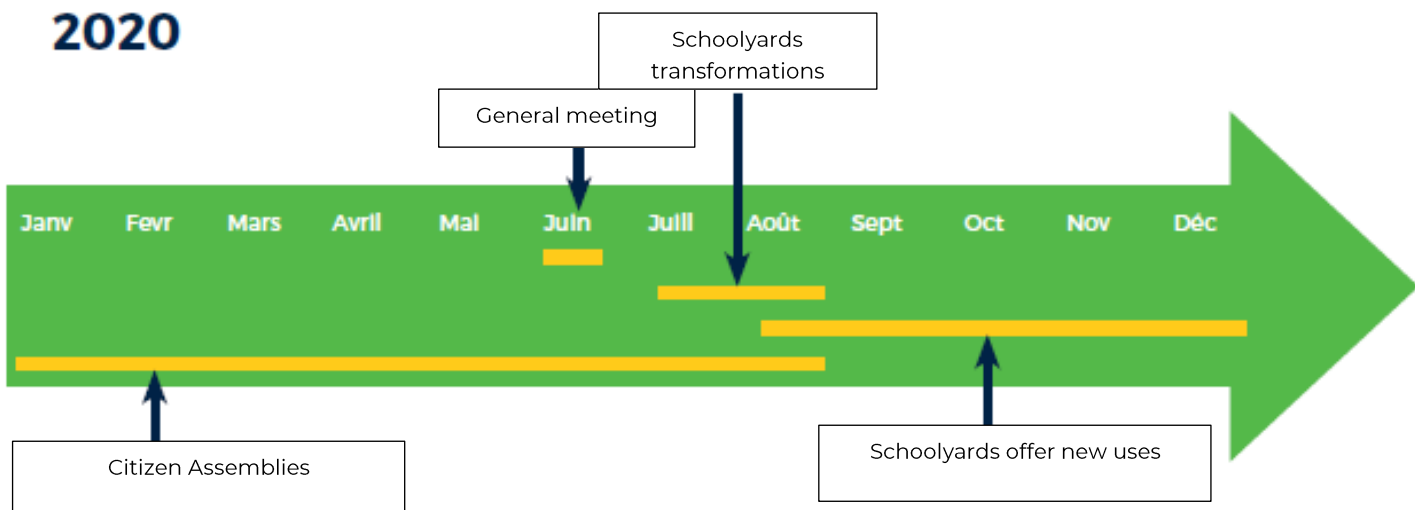 2020
Schoolyards
transformations
General meeting
Janv Fevr Mars Avril Mai Juin Juill Août Sept Oct Nov Déc
Schoolyards offer new uses
Citizen Assemblies